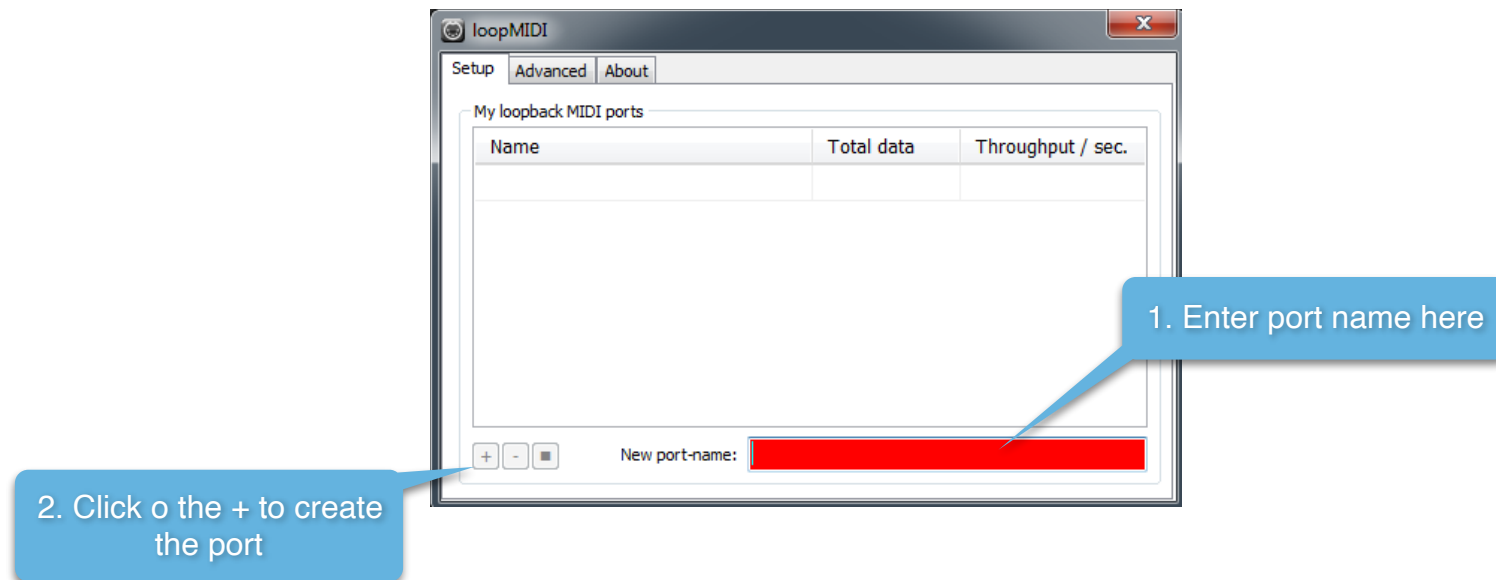 loopMIDI
Setup Advanced About
My loopback MIDI ports
Name Total data Throughput / sec.
1. Enter port name here
+ - ■ New port-name:
2. Click o the + to create
the port